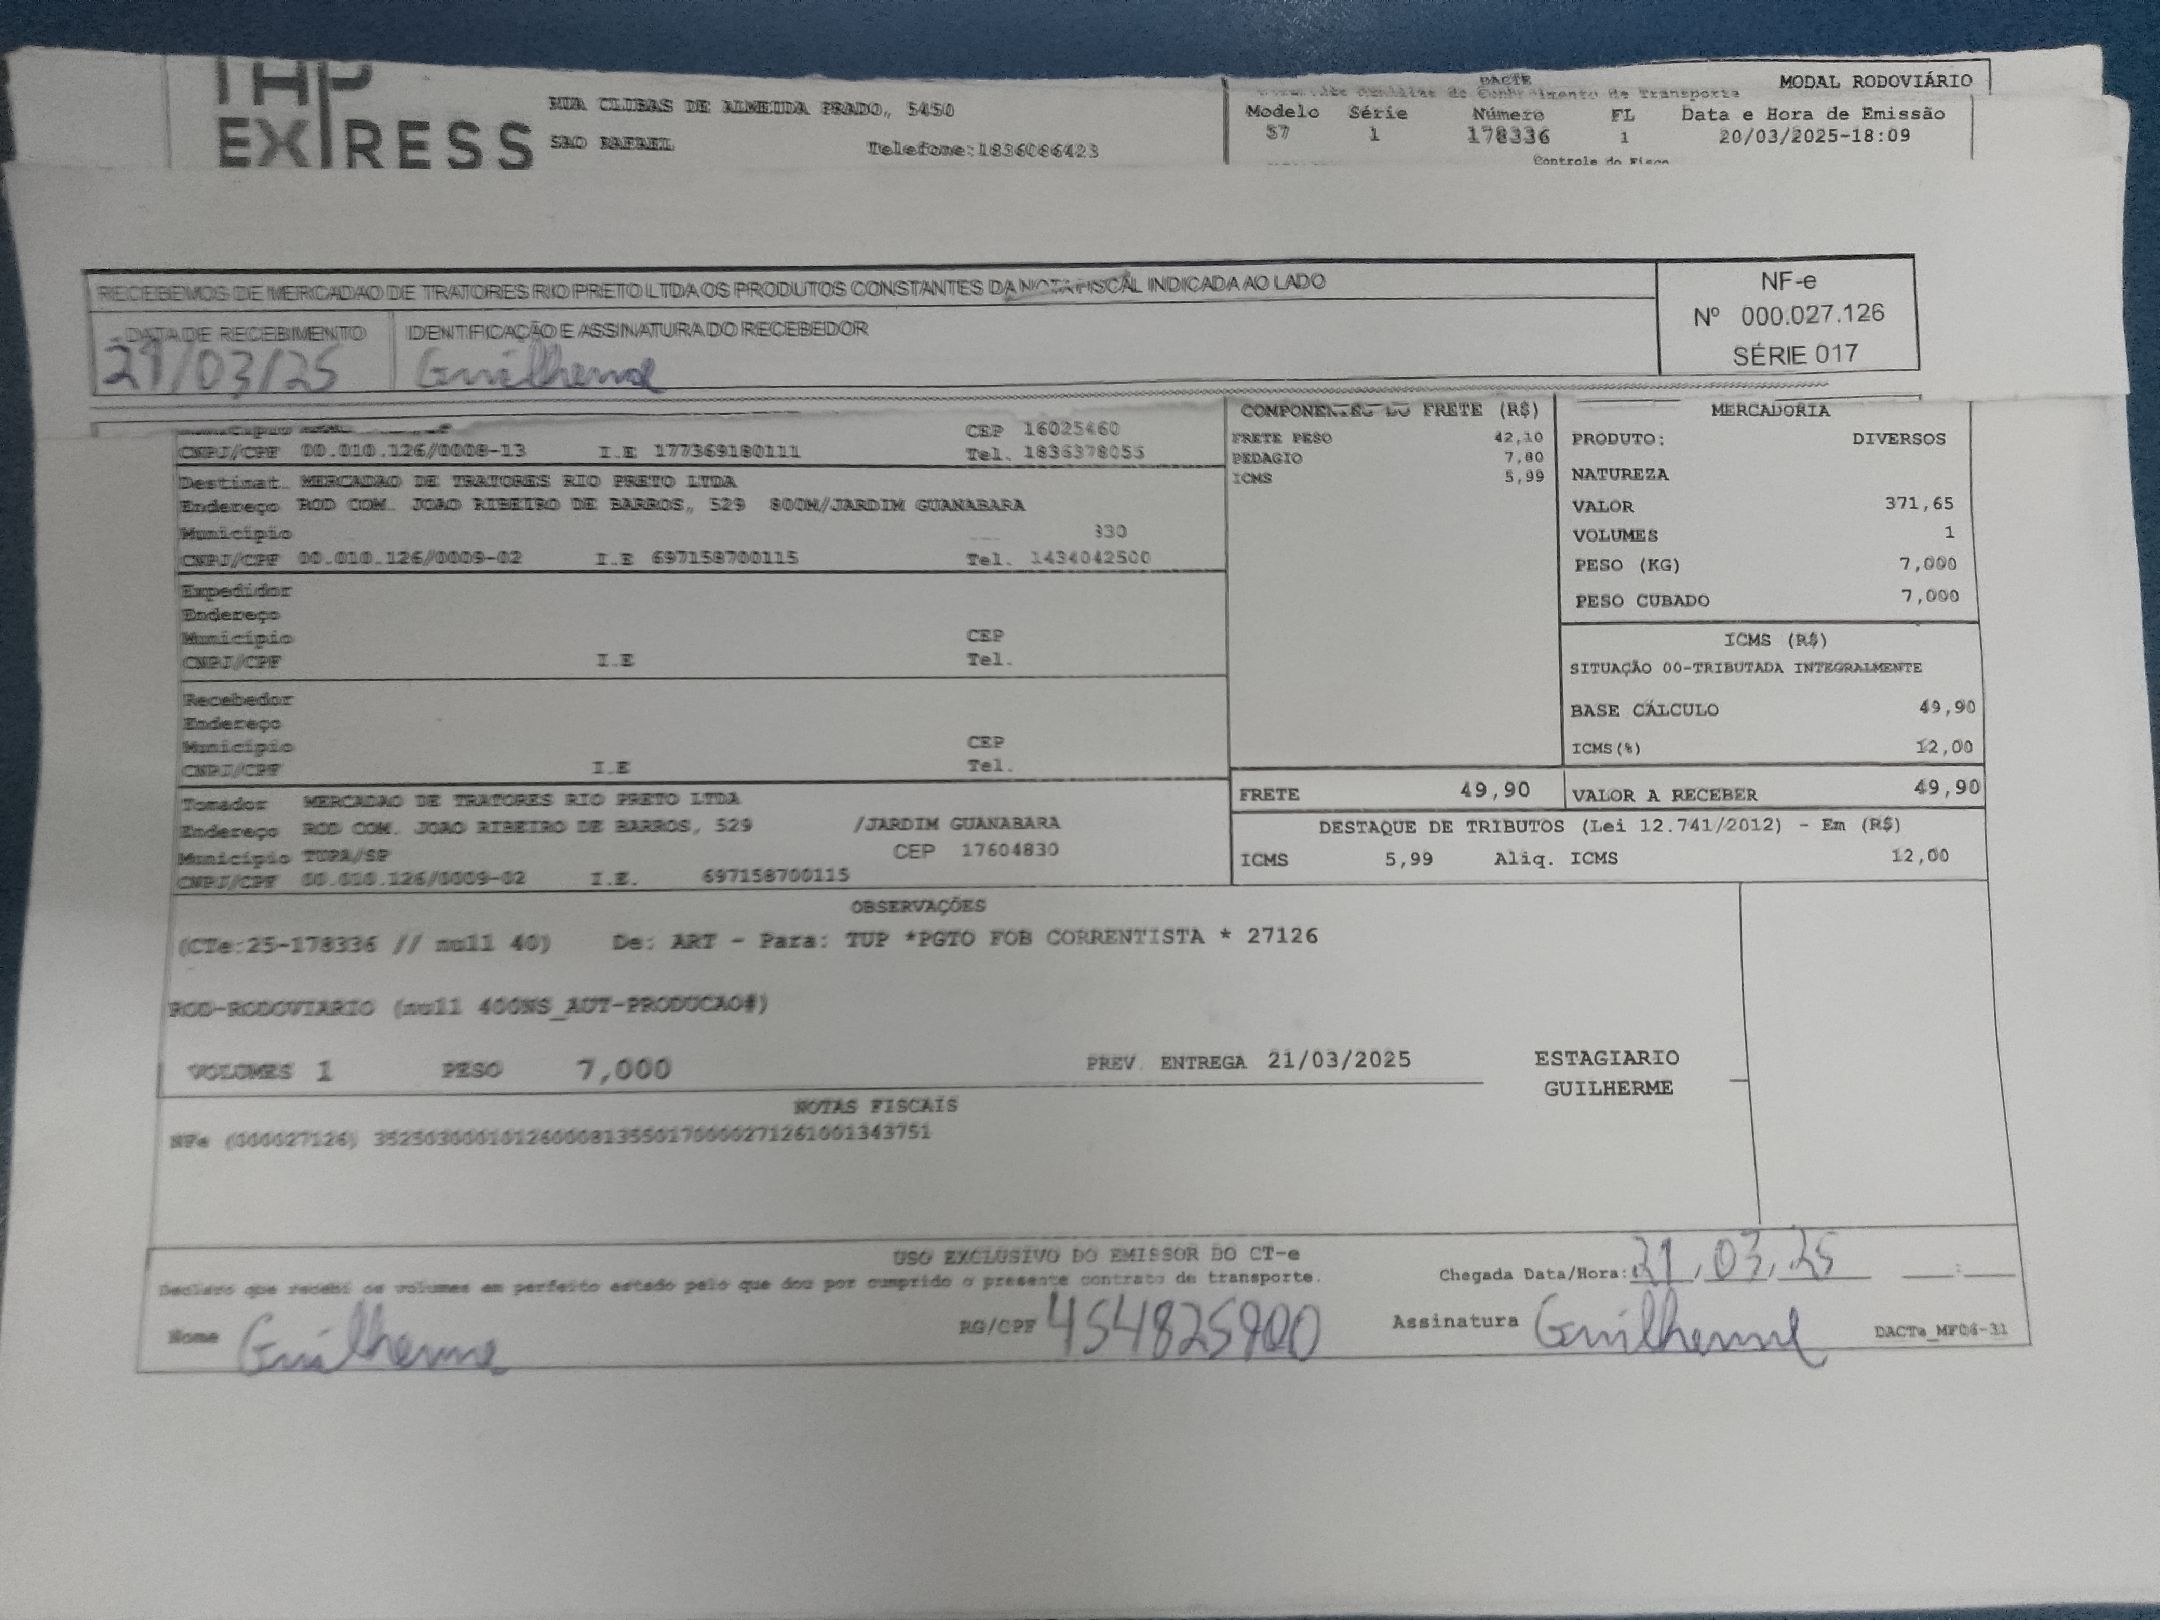 EXPRESS
RUA CLIBAS DE ALMEIDA PRADO, 5450
SAO RAFAEL Telefone:1836086423
DACTE MODAL RODOVIÁRIO
de Transporte
Modelo Série Número FL Data e Hora de Emissão
57 1 178336 1 20/03/2025-18:09
Controle do Fisco
RECEBEMOS DE MERCADAO DE TRATORES RIO PRETO LTDA OS PRODUTOS CONSTANTES DA NOTA FISCAL INDICADA AO LADO
DATA DE RECEBIMENTO IDENTIFICAÇÃO E ASSINATURA DO RECEBEDOR
21/03/25 Guilherme
NF-e
Nº 000.027.126
SÉRIE 017
CEP 16025460
CNPJ/CPF 00.010.126/0008-13 I.E 177369180111 Tel. 1836378055
Destinat. MERCADAO DE TRATORES RIO PRETO LTDA
Endereço ROD COM. JOAO RIBEIRO DE BARROS, 529 800M/JARDIM GUANABARA
Município 830
CNPJ/CPF 00.010.126/0009-02 I.E 697158700115 Tel. 1434042500
Expedidor
Endereço
Município CEP
CNPJ/CPF I.E Tel.
Recebedor
Endereço
Município CEP
CNPJ/CPF I.E Tel.
Tomador MERCADAO DE TRATORES RIO PRETO LTDA
Endereço ROD COM. JOAO RIBEIRO DE BARROS, 529 /JARDIM GUANABARA
Município TUPA/SP CEP 17604830
CNPJ/CPF 00.010.126/0009-02 I.E. 697158700115
COMPONENTES DO FRETE (R$)
FRETE PESO 42,10
PEDAGIO 7,80
ICMS 5,99
MERCADORIA
PRODUTO: DIVERSOS
NATUREZA
VALOR 371,65
VOLUMES 1
PESO (KG) 7,000
PESO CUBADO 7,000
ICMS (R$)
SITUAÇÃO 00-TRIBUTADA INTEGRALMENTE
BASE CÁLCULO 49,90
ICMS(%) 12,00
FRETE 49,90 VALOR A RECEBER 49,90
DESTAQUE DE TRIBUTOS (Lei 12.741/2012) - Em (R$)
ICMS 5,99 Aliq. ICMS 12,00
OBSERVAÇÕES
(CTe:25-178336 // null 40) De: ART - Para: TUP *PGTO FOB CORRENTISTA * 27126
ROD-RODOVIARIO (null 400NS_AUT-PRODUCAO#)
VOLUMES 1 PESO 7,000 PREV. ENTREGA 21/03/2025
ESTAGIARIO
GUILHERME
NOTAS FISCAIS
NFe (000027126) 35250300010126000813550170000271261001343751
USO EXCLUSIVO DO EMISSOR DO CT-e
Declaro que recebi os volumes em perfeito estado pelo que dou por cumprido o presente contrato de transporte.
Chegada Data/Hora: 21/03/25 :
Nome Guilherme RG/CPF 454825900 Assinatura Guilherme DACTe_MF06-31